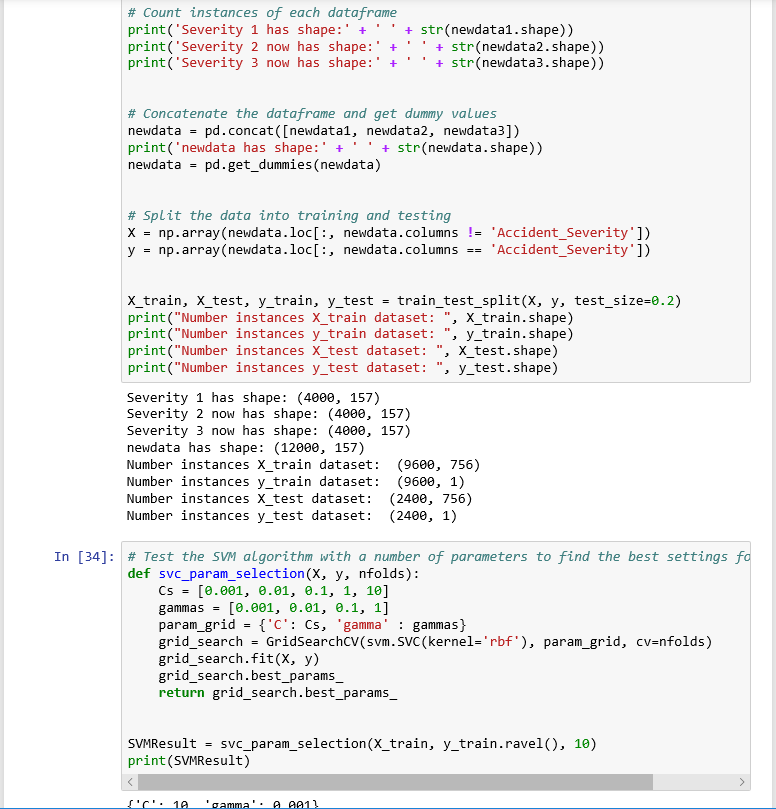 # Count instances of each dataframe
print('Severity 1 has shape:' + ' ' + str(newdata1.shape))
print('Severity 2 now has shape:' + ' ' + str(newdata2.shape))
print('Severity 3 now has shape:' + ' ' + str(newdata3.shape))
# Concatenate the dataframe and get dummy values
newdata = pd.concat([newdata1, newdata2, newdata3])
print('newdata has shape:' + ' ' + str(newdata.shape))
newdata = pd.get_dummies(newdata)
# Split the data into training and testing
X = np.array(newdata.loc[:, newdata.columns != 'Accident_Severity'])
y = np.array(newdata.loc[:, newdata.columns == 'Accident_Severity'])
X_train, X_test, y_train, y_test = train_test_split(X, y, test_size=0.2)
print("Number instances X_train dataset: ", X_train.shape)
print("Number instances y_train dataset: ", y_train.shape)
print("Number instances X_test dataset: ", X_test.shape)
print("Number instances y_test dataset: ", y_test.shape)
Severity 1 has shape: (4000, 157)
Severity 2 now has shape: (4000, 157)
Severity 3 now has shape: (4000, 157)
newdata has shape: (12000, 157)
Number instances X_train dataset:  (9600, 756)
Number instances y_train dataset:  (9600, 1)
Number instances X_test dataset:  (2400, 756)
Number instances y_test dataset:  (2400, 1)
In [34]: # Test the SVM algorithm with a number of parameters to find the best settings fo
def svc_param_selection(X, y, nfolds):
    Cs = [0.001, 0.01, 0.1, 1, 10]
    gammas = [0.001, 0.01, 0.1, 1]
    param_grid = {'C': Cs, 'gamma' : gammas}
    grid_search = GridSearchCV(svm.SVC(kernel='rbf'), param_grid, cv=nfolds)
    grid_search.fit(X, y)
    grid_search.best_params_
    return grid_search.best_params_
SVMResult = svc_param_selection(X_train, y_train.ravel(), 10)
print(SVMResult)
{'C': 10, 'gamma': 0.001}